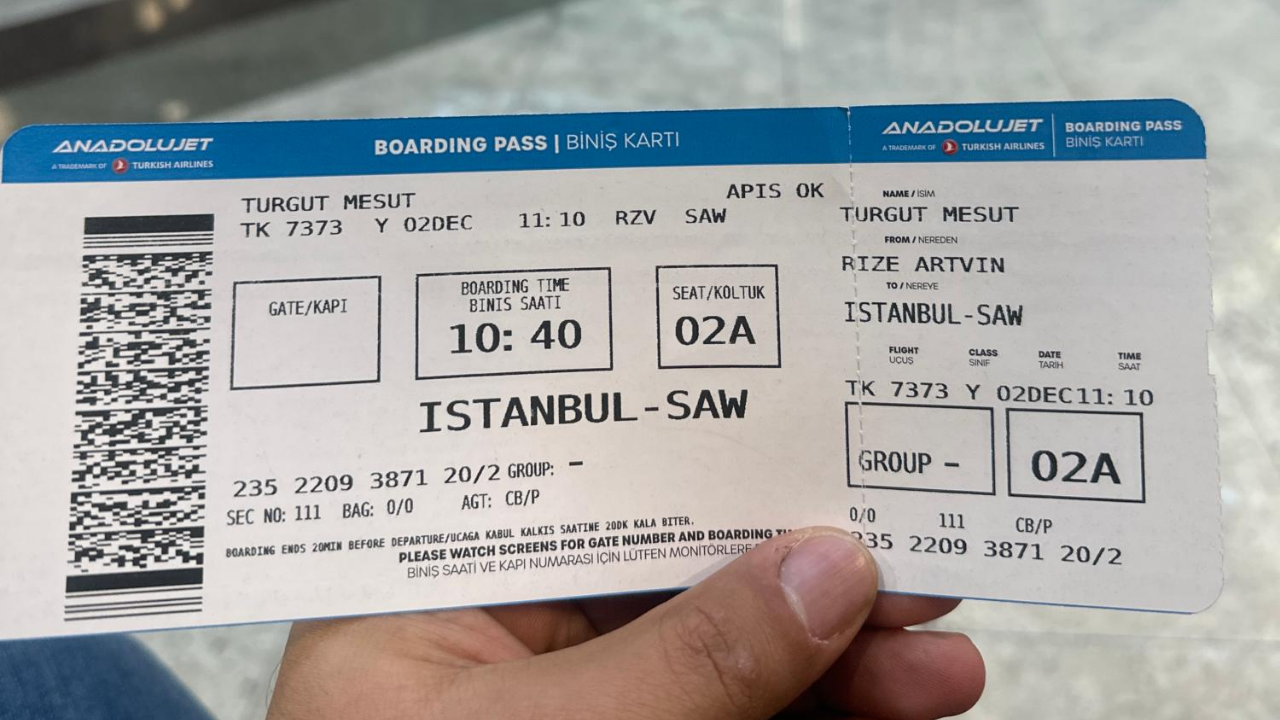 ANADOLUJET
A TRADEMARK OF TURKISH AIRLINES
BOARDING PASS | BİNİŞ KARTI
TURGUT MESUT APIS OK
TK 7373 Y 02DEC 11:10 RZV SAW
GATE/KAPI
BOARDING TIME
BINIS SAATI
10:40
SEAT/KOLTUK
02A
ISTANBUL-SAW
235 2209 3871 20/2 GROUP: -
SEC NO: 111 BAG: 0/0 AGT: CB/P
BOARDING ENDS 20MIN BEFORE DEPARTURE/UCAGA KABUL KALKIS SAATINE 20DK KALA BITER.
PLEASE WATCH SCREENS FOR GATE NUMBER AND BOARDING
BİNİŞ SAATİ VE KAPI NUMARASI İÇİN LÜTFEN
ANADOLUJET
A TRADEMARK OF TURKISH AIRLINES
BOARDING PASS
BİNİŞ KARTI
NAME / İSİM
TURGUT MESUT
FROM / NEREDEN
RIZE ARTVIN
TO / NEREYE
ISTANBUL-SAW
FLIGHT CLASS DATE TIME
UÇUŞ SINIF TARİH SAAT
TK 7373 Y 02DEC11:10
GROUP -
02A
0/0 111 CB/P
235 2209 3871 20/2